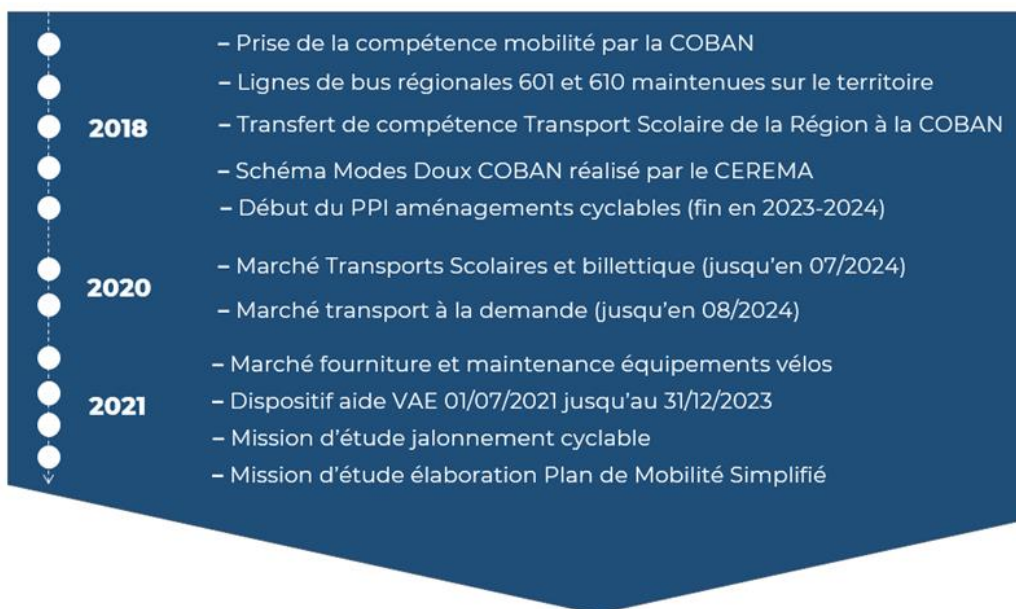 – Prise de la compétence mobilité par la COBAN
– Lignes de bus régionales 601 et 610 maintenues sur le territoire
2018
– Transfert de compétence Transport Scolaire de la Région à la COBAN
– Schéma Modes Doux COBAN réalisé par le CEREMA
– Début du PPI aménagements cyclables (fin en 2023-2024)
2020
– Marché Transports Scolaires et billettique (jusqu’en 07/2024)
– Marché transport à la demande (jusqu’en 08/2024)
2021
– Marché fourniture et maintenance équipements vélos
– Dispositif aide VAE 01/07/2021 jusqu’au 31/12/2023
– Mission d’étude jalonnement cyclable
– Mission d’étude élaboration Plan de Mobilité Simplifié